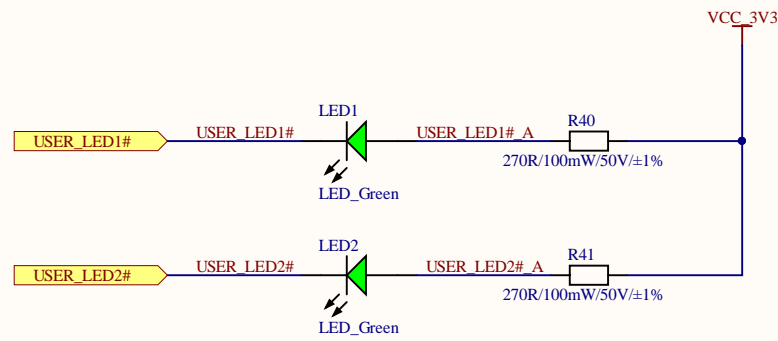 VCC_3V3
LED1
R40
USER_LED1#
USER_LED1#
USER_LED1#_A
270R/100mW/50V/±1%
LED_Green
LED2
R41
USER_LED2#
USER_LED2#
USER_LED2#_A
270R/100mW/50V/±1%
LED_Green